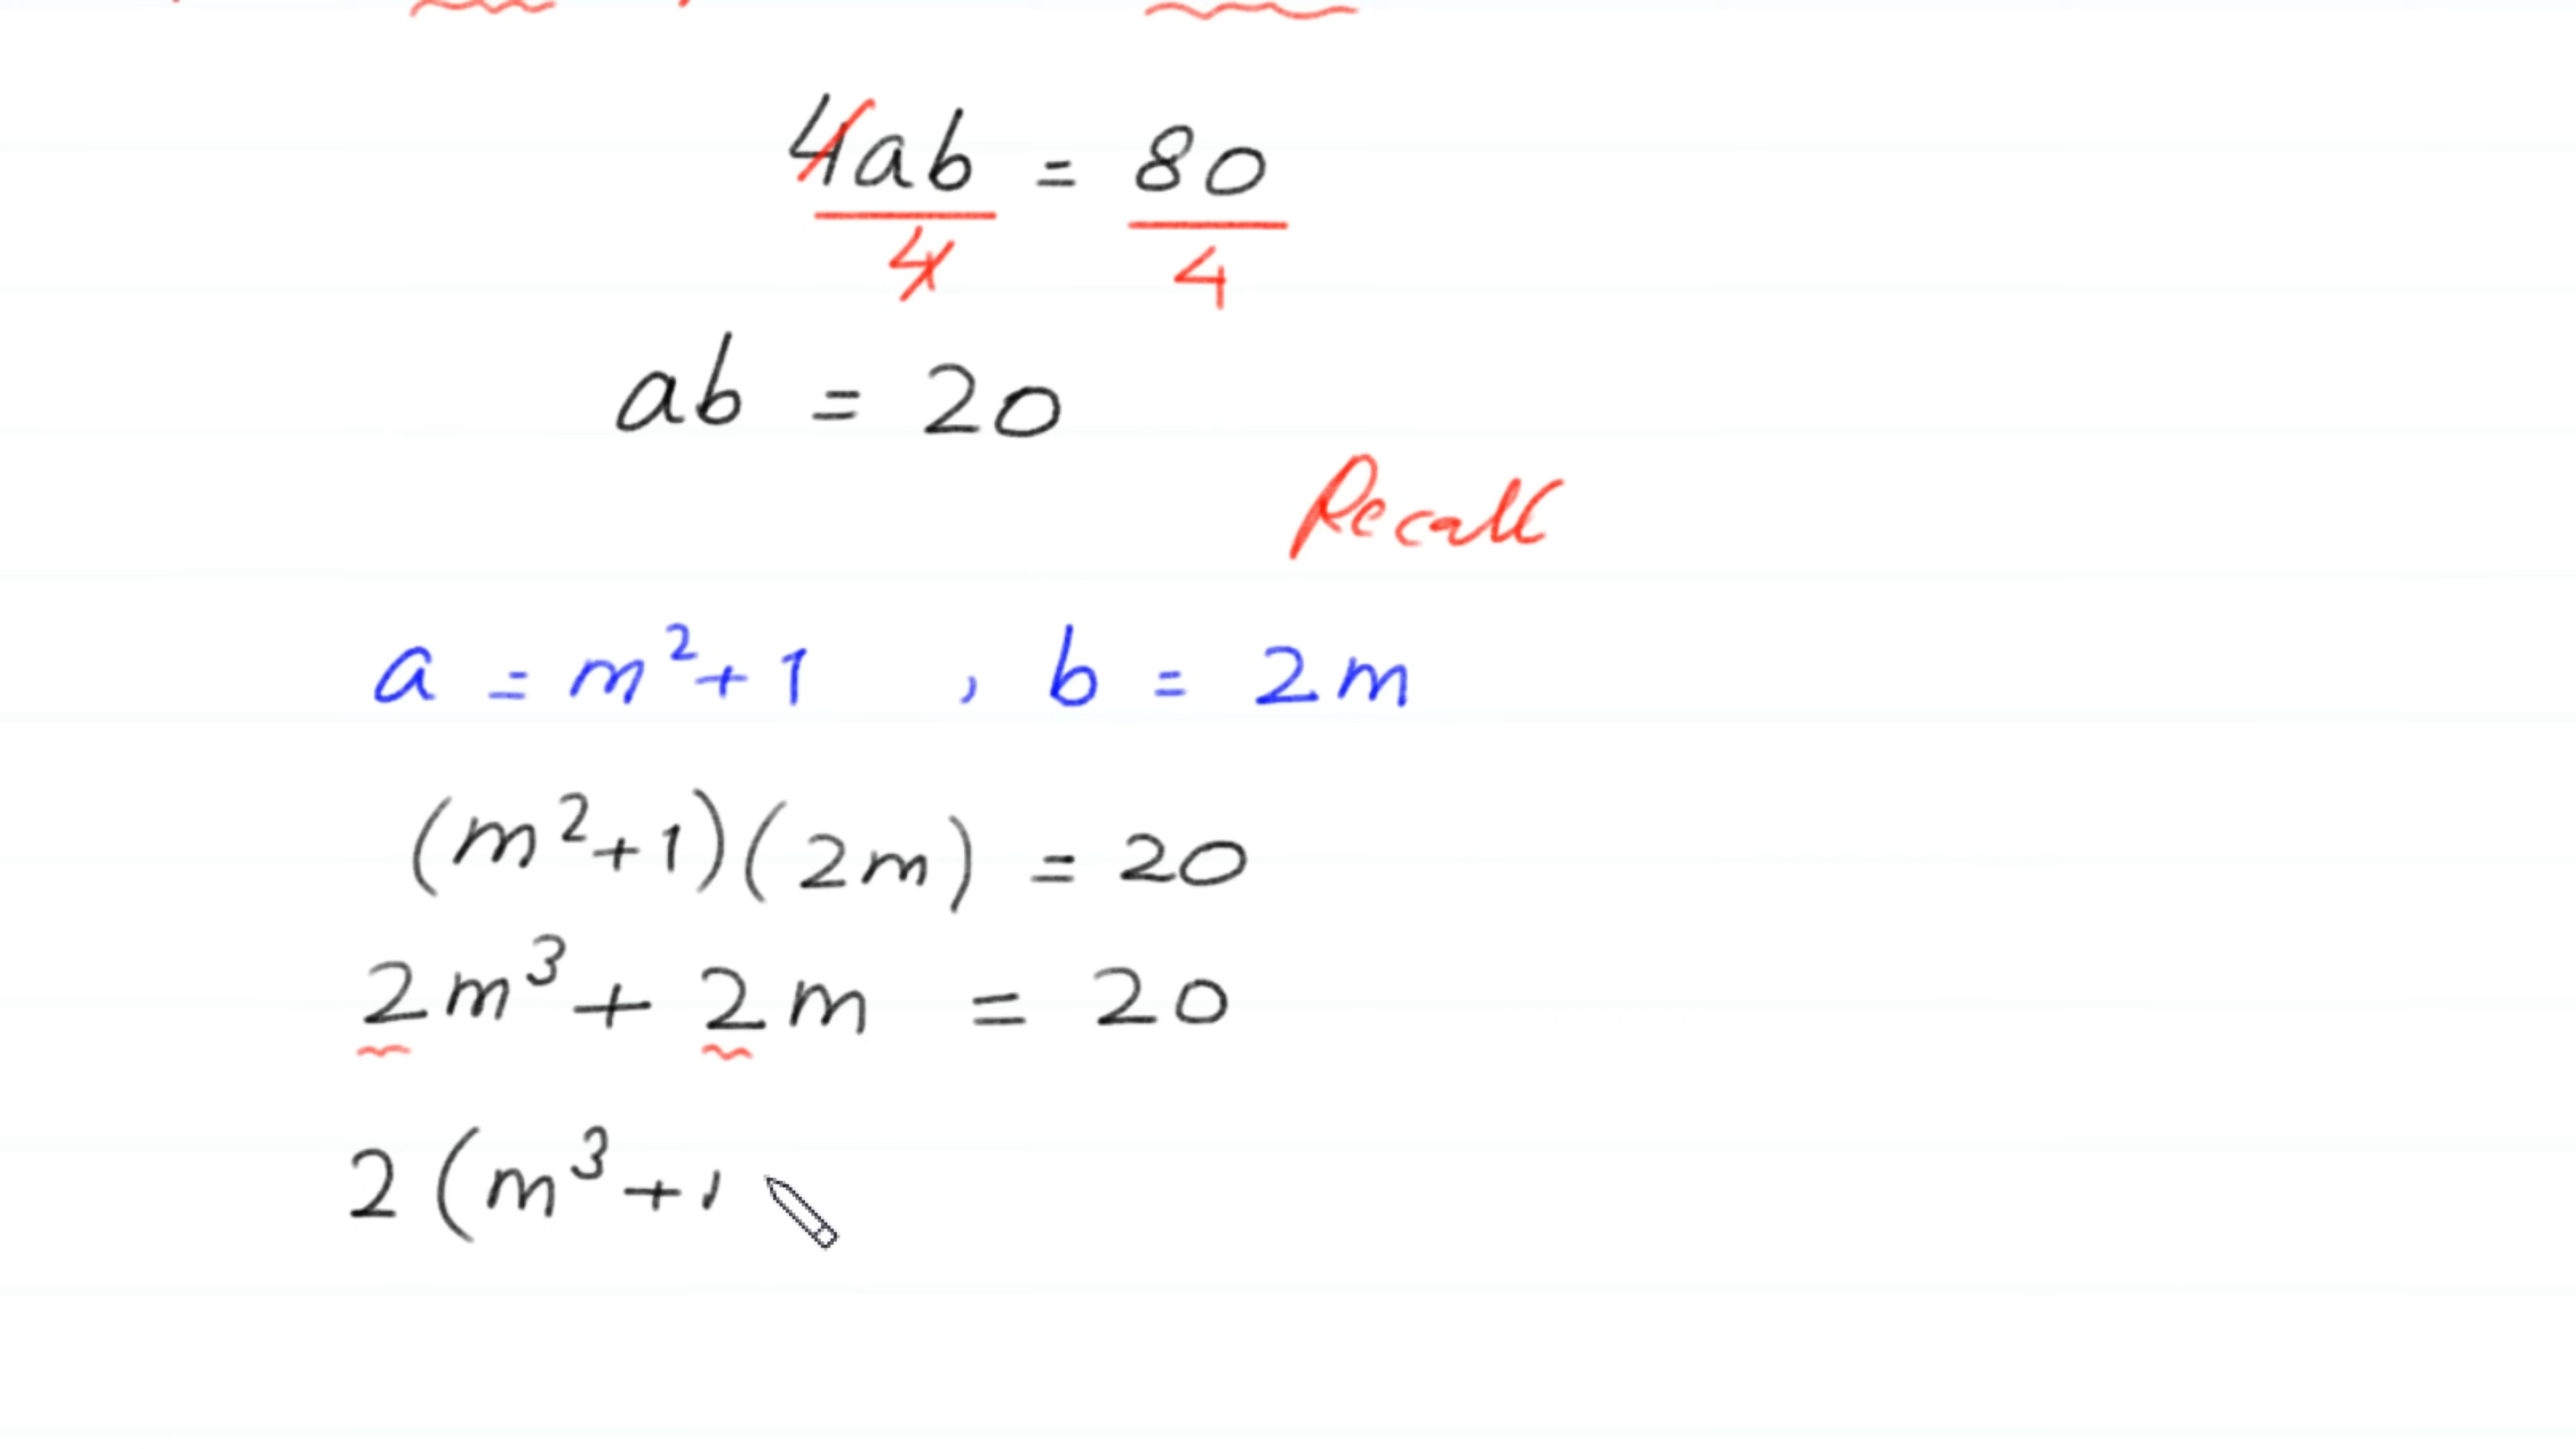 4ab = 80
4 4
ab = 20
Recall
a = m²+1 , b = 2m
(m²+1)(2m) = 20
2m³ + 2m = 20
2(m³+